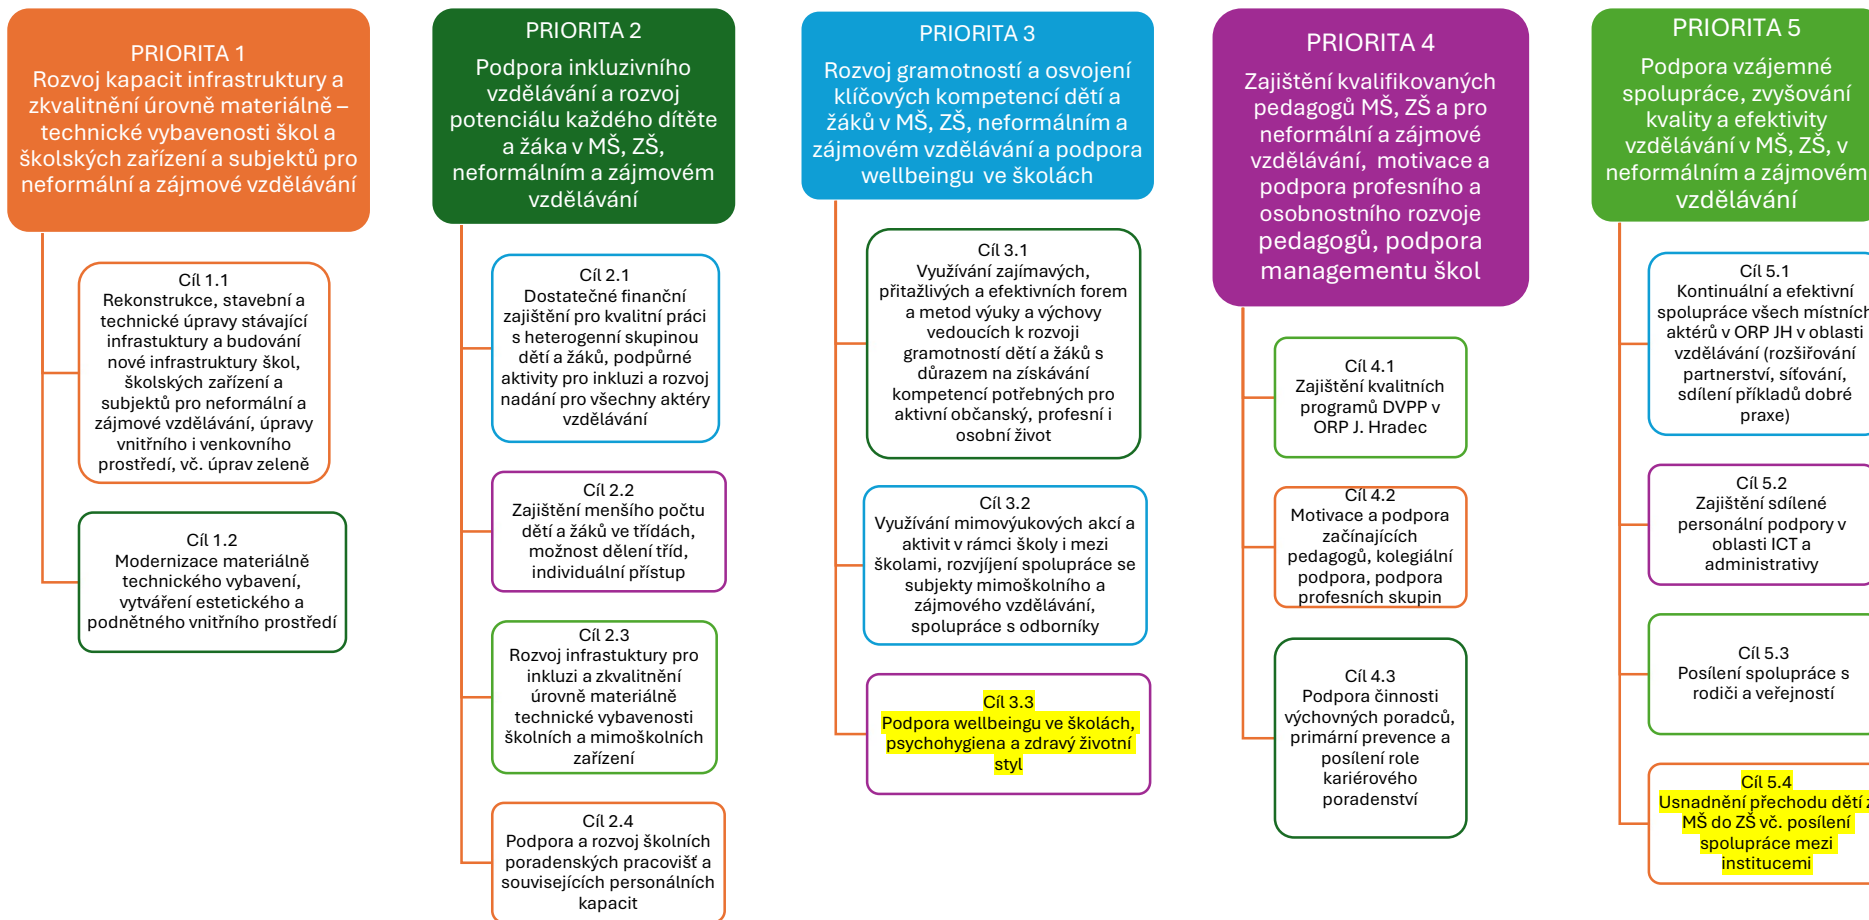 PRIORITA 1
Rozvoj kapacit infrastruktury a
zkvalitnění úrovně materiálně –
technické vybavenosti škol a
školských zařízení a subjektů pro
neformální a zájmové vzdělávání
Cíl 1.1
Rekonstrukce, stavební a
technické úpravy stávající
infrastuktury a budování
nové infrastruktury škol,
školských zařízení a
subjektů pro neformální a
zájmové vzdělávání, úpravy
vnitřního i venkovního
prostředí, vč. úprav zeleně
Cíl 1.2
Modernizace materiálně
technického vybavení,
vytváření estetického a
podnětného vnitřního prostředí
PRIORITA 2
Podpora inkluzivního
vzdělávání a rozvoj
potenciálu každého dítěte
a žáka v MŠ, ZŠ,
neformálním a zájmovém
vzdělávání
Cíl 2.1
Dostatečné finanční
zajištění pro kvalitní práci
s heterogenní skupinou
dětí a žáků, podpůrné
aktivity pro inkluzi a rozvoj
nadání pro všechny aktéry
vzdělávání
Cíl 2.2
Zajištění menšího počtu
dětí a žáků ve třídách,
možnost dělení tříd,
individuální přístup
Cíl 2.3
Rozvoj infrastuktury pro
inkluzi a zkvalitnění
úrovně materiálně
technické vybavenosti
školních a mimoškolních
zařízení
Cíl 2.4
Podpora a rozvoj školních
poradenských pracovišť a
souvisejících personálních
kapacit
PRIORITA 3
Rozvoj gramotností a osvojení
klíčových kompetencí dětí a
žáků v MŠ, ZŠ, neformálním a
zájmovém vzdělávání a podpora
wellbeingu ve školách
Cíl 3.1
Využívání zajímavých,
přitažlivých a efektivních forem
a metod výuky a výchovy
vedoucích k rozvoji
gramotností dětí a žáků s
důrazem na získávání
kompetencí potřebných pro
aktivní občanský, profesní i
osobní život
Cíl 3.2
Využívání mimovýukových akcí a
aktivit v rámci školy i mezi
školami, rozvjíjení spolupráce se
subjekty mimoškolního a
zájmového vzdělávání,
spolupráce s odborníky
Cíl 3.3
Podpora wellbeingu ve školách,
psychohygiena a zdravý životní
styl
PRIORITA 4
Zajištění kvalifikovaných
pedagogů MŠ, ZŠ a pro
neformální a zájmové
vzdělávání, motivace a
podpora profesního a
osobnostního rozvoje
pedagogů, podpora
managementu škol
Cíl 4.1
Zajištění kvalitních
programů DVPP v
ORP J. Hradec
Cíl 4.2
Motivace a podpora
začínajících
pedagogů, kolegiální
podpora, podpora
profesních skupin
Cíl 4.3
Podpora činnosti
výchovných poradců,
primární prevence a
posílení role
kariérového
poradenství
PRIORITA 5
Podpora vzájemné
spolupráce, zvyšování
kvality a efektivity
vzdělávání v MŠ, ZŠ, v
neformálním a zájmovém
vzdělávání
Cíl 5.1
Kontinuální a efektivní
spolupráce všech místních
aktérů v ORP JH v oblasti
vzdělávání (rozšiřování
partnerství, síťování,
sdílení příkladů dobré
praxe)
Cíl 5.2
Zajištění sdílené
personální podpory v
oblasti ICT a
administrativy
Cíl 5.3
Posílení spolupráce s
rodiči a veřejností
Cíl 5.4
Usnadnění přechodu dětí z
MŠ do ZŠ vč. posílení
spolupráce mezi
institucemi